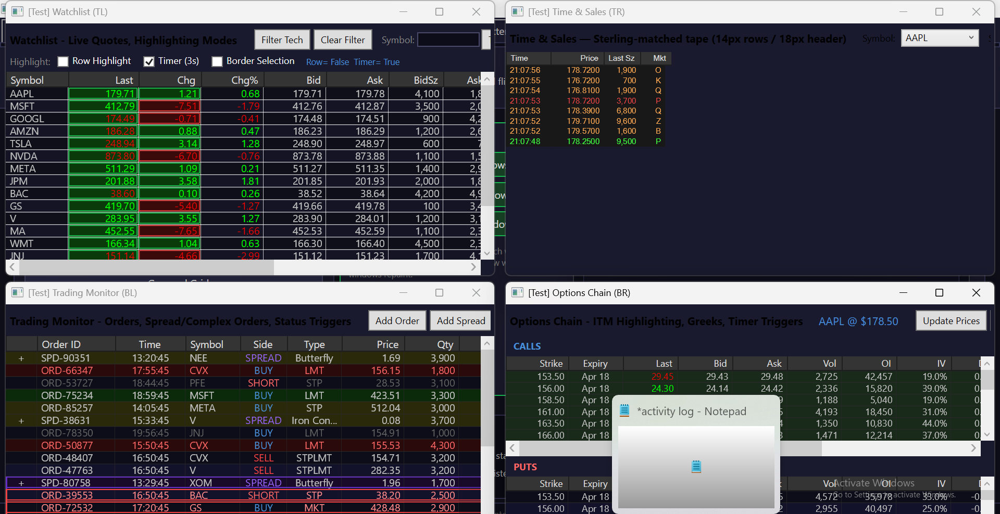 [Test] Watchlist (TL)
Watchlist - Live Quotes, Highlighting Modes
Filter Tech
Clear Filter
Symbol:
Highlight:
Row Highlight
Timer (3s)
Border Selection
Row= False Timer= True
Symbol Last Chg Chg% Bid Ask BidSz Ask
AAPL 179.71 1.21 0.68 179.71 179.78 4,100 1,8
MSFT 412.79 -7.51 -1.79 412.76 412.87 3,500 2,0
GOOGL 174.49 -0.71 -0.41 174.48 174.51 900 4,2
AMZN 186.28 0.88 0.47 186.23 186.29 1,200 2,6
TSLA 248.94 3.14 1.28 248.90 248.97 600 7
NVDA 873.80 -6.70 -0.76 873.78 873.88 1,100 1,5
META 511.29 1.09 0.21 511.27 511.35 1,400 2,9
JPM 201.88 3.58 1.81 201.85 201.93 2,000 1,8
BAC 38.60 0.10 0.26 38.52 38.64 4,200 4,9
GS 419.70 -5.40 -1.27 419.66 419.78 100 3,4
V 283.95 3.55 1.27 283.90 284.01 1,200 3,1
MA 452.55 -7.65 -1.66 452.53 452.59 1,100 2,3
WMT 166.34 1.04 0.63 166.30 166.40 4,500 2,3
JNJ 151.14 -4.66 -2.99 151.12 151.23 1,700 4,1
[Test] Time & Sales (TR)
Time & Sales — Sterling-matched tape (14px rows / 18px header)
Symbol: AAPL
Time Price Last Sz Mkt
21:07:56 178.7200 1,900 O
21:07:55 176.7200 700 K
21:07:54 176.8100 1,900 Q
21:07:53 178.7200 3,700 P
21:07:53 178.3900 6,800 Q
21:07:52 179.7100 9,600 Z
21:07:52 179.5700 1,600 B
21:07:48 178.2500 9,500 P
windows repaint.
[Test] Trading Monitor (BL)
Trading Monitor - Orders, Spread/Complex Orders, Status Triggers
Add Order
Add Spread
Order ID Time Symbol Side Type Price Qty
+ SPD-90351 13:20:45 NEE SPREAD Butterfly 1.69 3,900
ORD-66347 17:55:45 CVX BUY LMT 156.15 1,800
ORD-53727 18:44:45 PFE SHORT STP 28.53 3,100
ORD-75234 18:59:45 MSFT BUY LMT 423.51 3,300
ORD-85257 14:05:45 META BUY STP 512.04 3,000
+ SPD-38631 15:33:45 V SPREAD Iron Con... 0.08 3,700
ORD-78350 19:56:45 JNJ BUY LMT 154.91 1,000
ORD-50877 15:50:45 CVX BUY LMT 155.53 4,300
ORD-48407 16:50:45 CVX SELL STPLMT 154.71 3,200
ORD-47763 16:50:45 V SELL STPLMT 282.35 3,200
+ SPD-80758 13:29:45 XOM SPREAD Butterfly 1.96 1,700
ORD-39553 16:50:45 BAC SHORT STP 38.20 2,500
ORD-72532 17:20:45 GS BUY MKT 428.48 2,900
[Test] Options Chain (BR)
Options Chain - ITM Highlighting, Greeks, Timer Triggers
AAPL @ $178.50
Update Prices
CALLS
Strike Expiry Last Bid Ask Vol OI IV D
153.50 Apr 18 29.45 29.43 29.48 2,725 42,457 19.0% 0.
156.00 Apr 18 24.30 24.14 24.42 2,336 15,820 39.0% 0.
158.50 Apr 18 1,188 5,040 19.0% 0.
161.00 Apr 18 4,193 18,450 31.0% 0.
163.50 Apr 18 1,350 10,830 44.0% 0.
166.00 Apr 18 1,471 12,214 37.0% 0.
*activity log - Notepad
PUTS
Strike Expiry Vol OI IV
153.50 Apr 18 4,572 35,978 33.0% -0.
156.00 Apr 18 2,955 40,497 25.0% -0.
Activate Windows
Go to Settings to activate Windows.